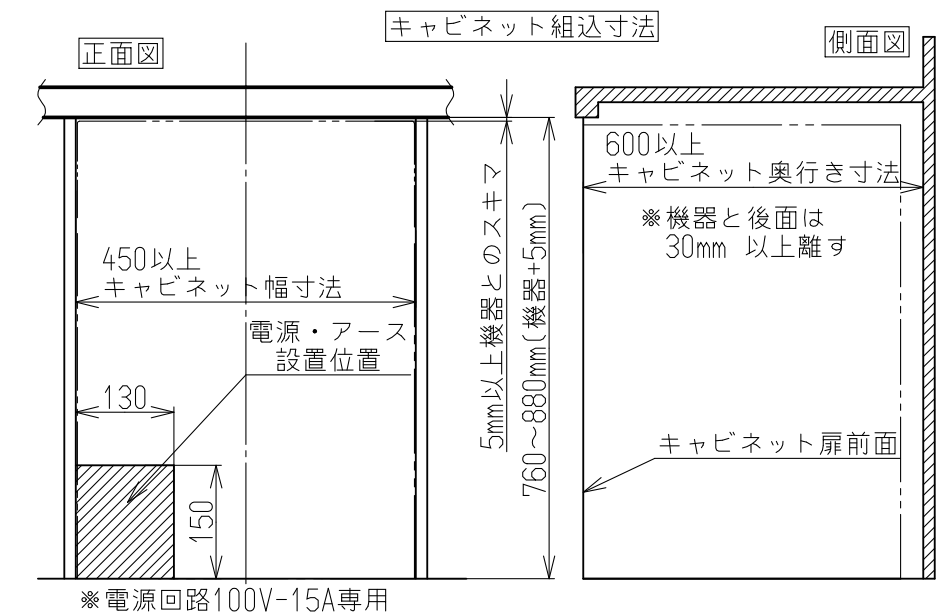 キャビネット組込寸法
正面図
側面図
450以上
キャビネット幅寸法
電源・アース
設置位置
130
150
※電源回路100V-15A専用
5mm以上機器とのスキマ
760～880mm(機器+5mm)
600以上
キャビネット奥行き寸法
※機器と後面は
30mm 以上離す
キャビネット扉前面